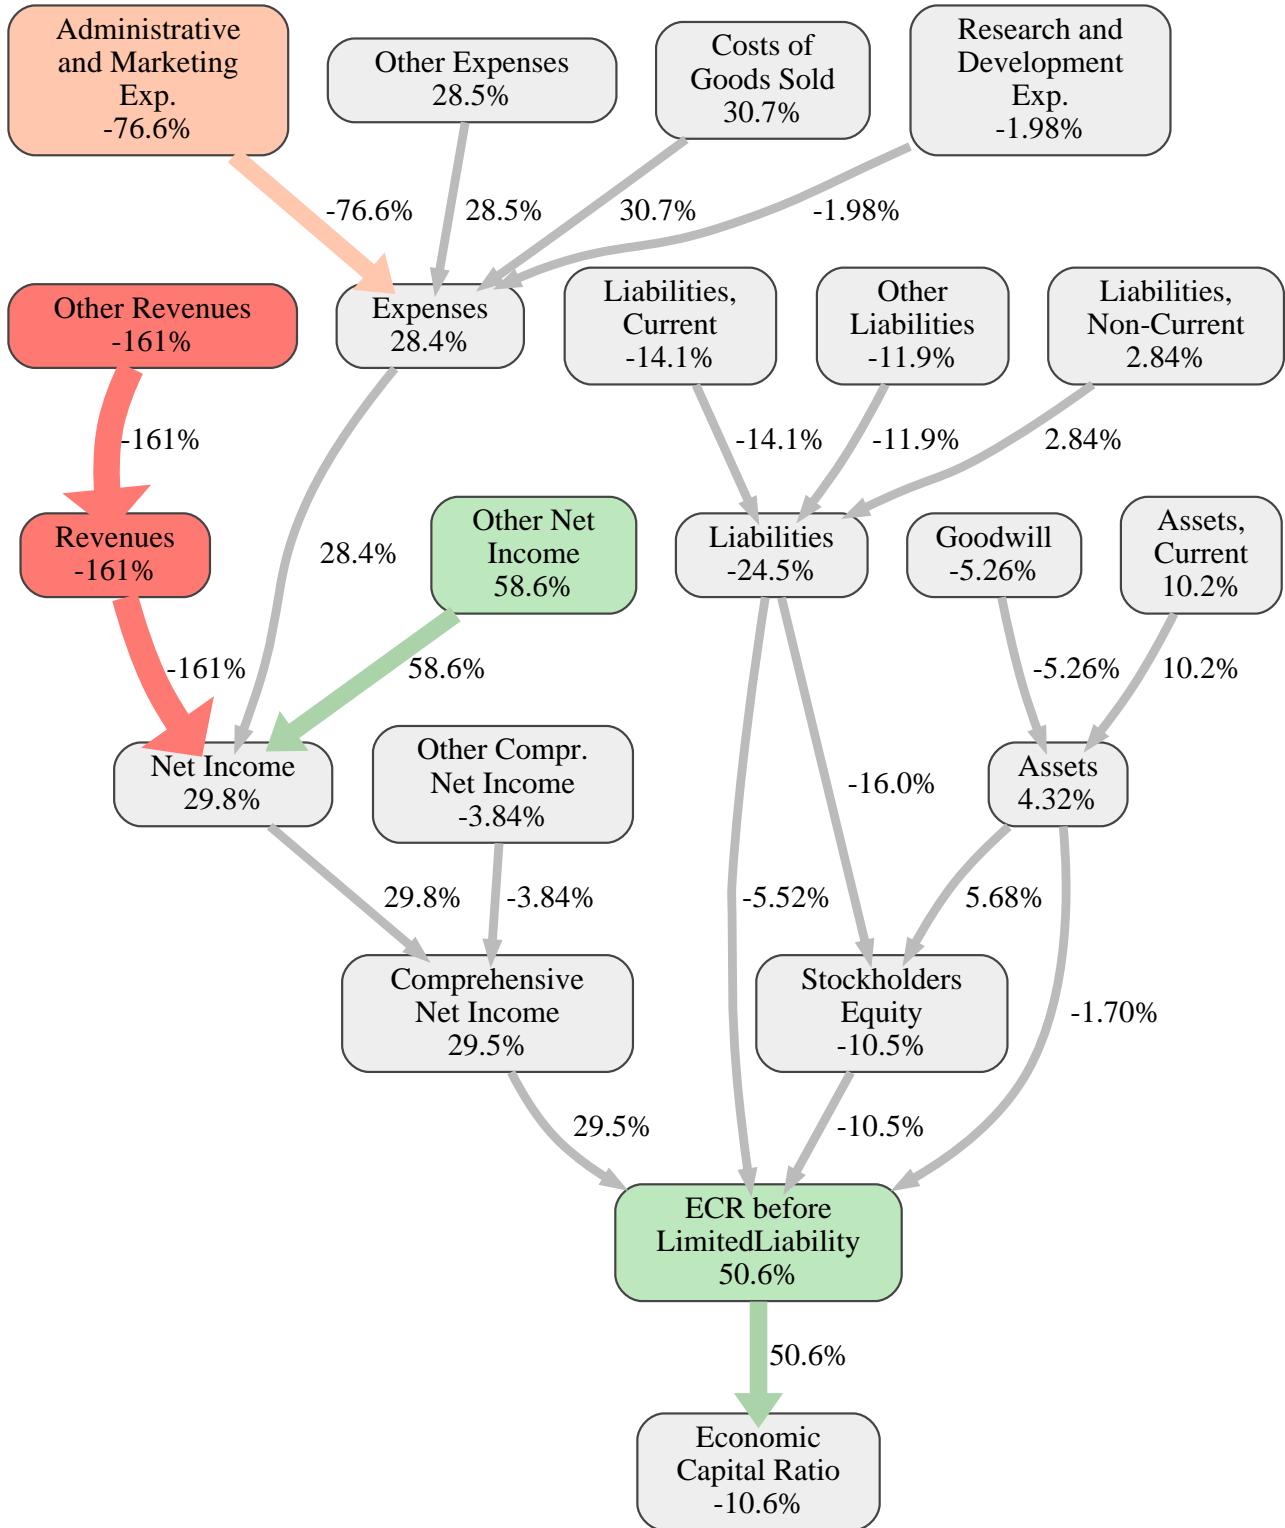 Administrative
and Marketing
Exp.
-76.6%
Other Expenses
28.5%
Costs of
Goods Sold
30.7%
Research and
Development
Exp.
-1.98%
-76.6%
28.5%
30.7%
-1.98%
Other Revenues
-161%
Expenses
28.4%
Liabilities,
Current
-14.1%
Other
Liabilities
-11.9%
Liabilities,
Non-Current
2.84%
-161%
-14.1%
-11.9%
2.84%
Revenues
-161%
28.4%
Other Net
Income
58.6%
Liabilities
-24.5%
Goodwill
-5.26%
Assets,
Current
10.2%
-161%
58.6%
-5.26%
10.2%
Net Income
29.8%
Other Compr.
Net Income
-3.84%
-16.0%
Assets
4.32%
29.8%
-3.84%
-5.52%
5.68%
Comprehensive
Net Income
29.5%
Stockholders
Equity
-10.5%
-1.70%
29.5%
-10.5%
ECR before
LimitedLiability
50.6%
50.6%
Economic
Capital Ratio
-10.6%